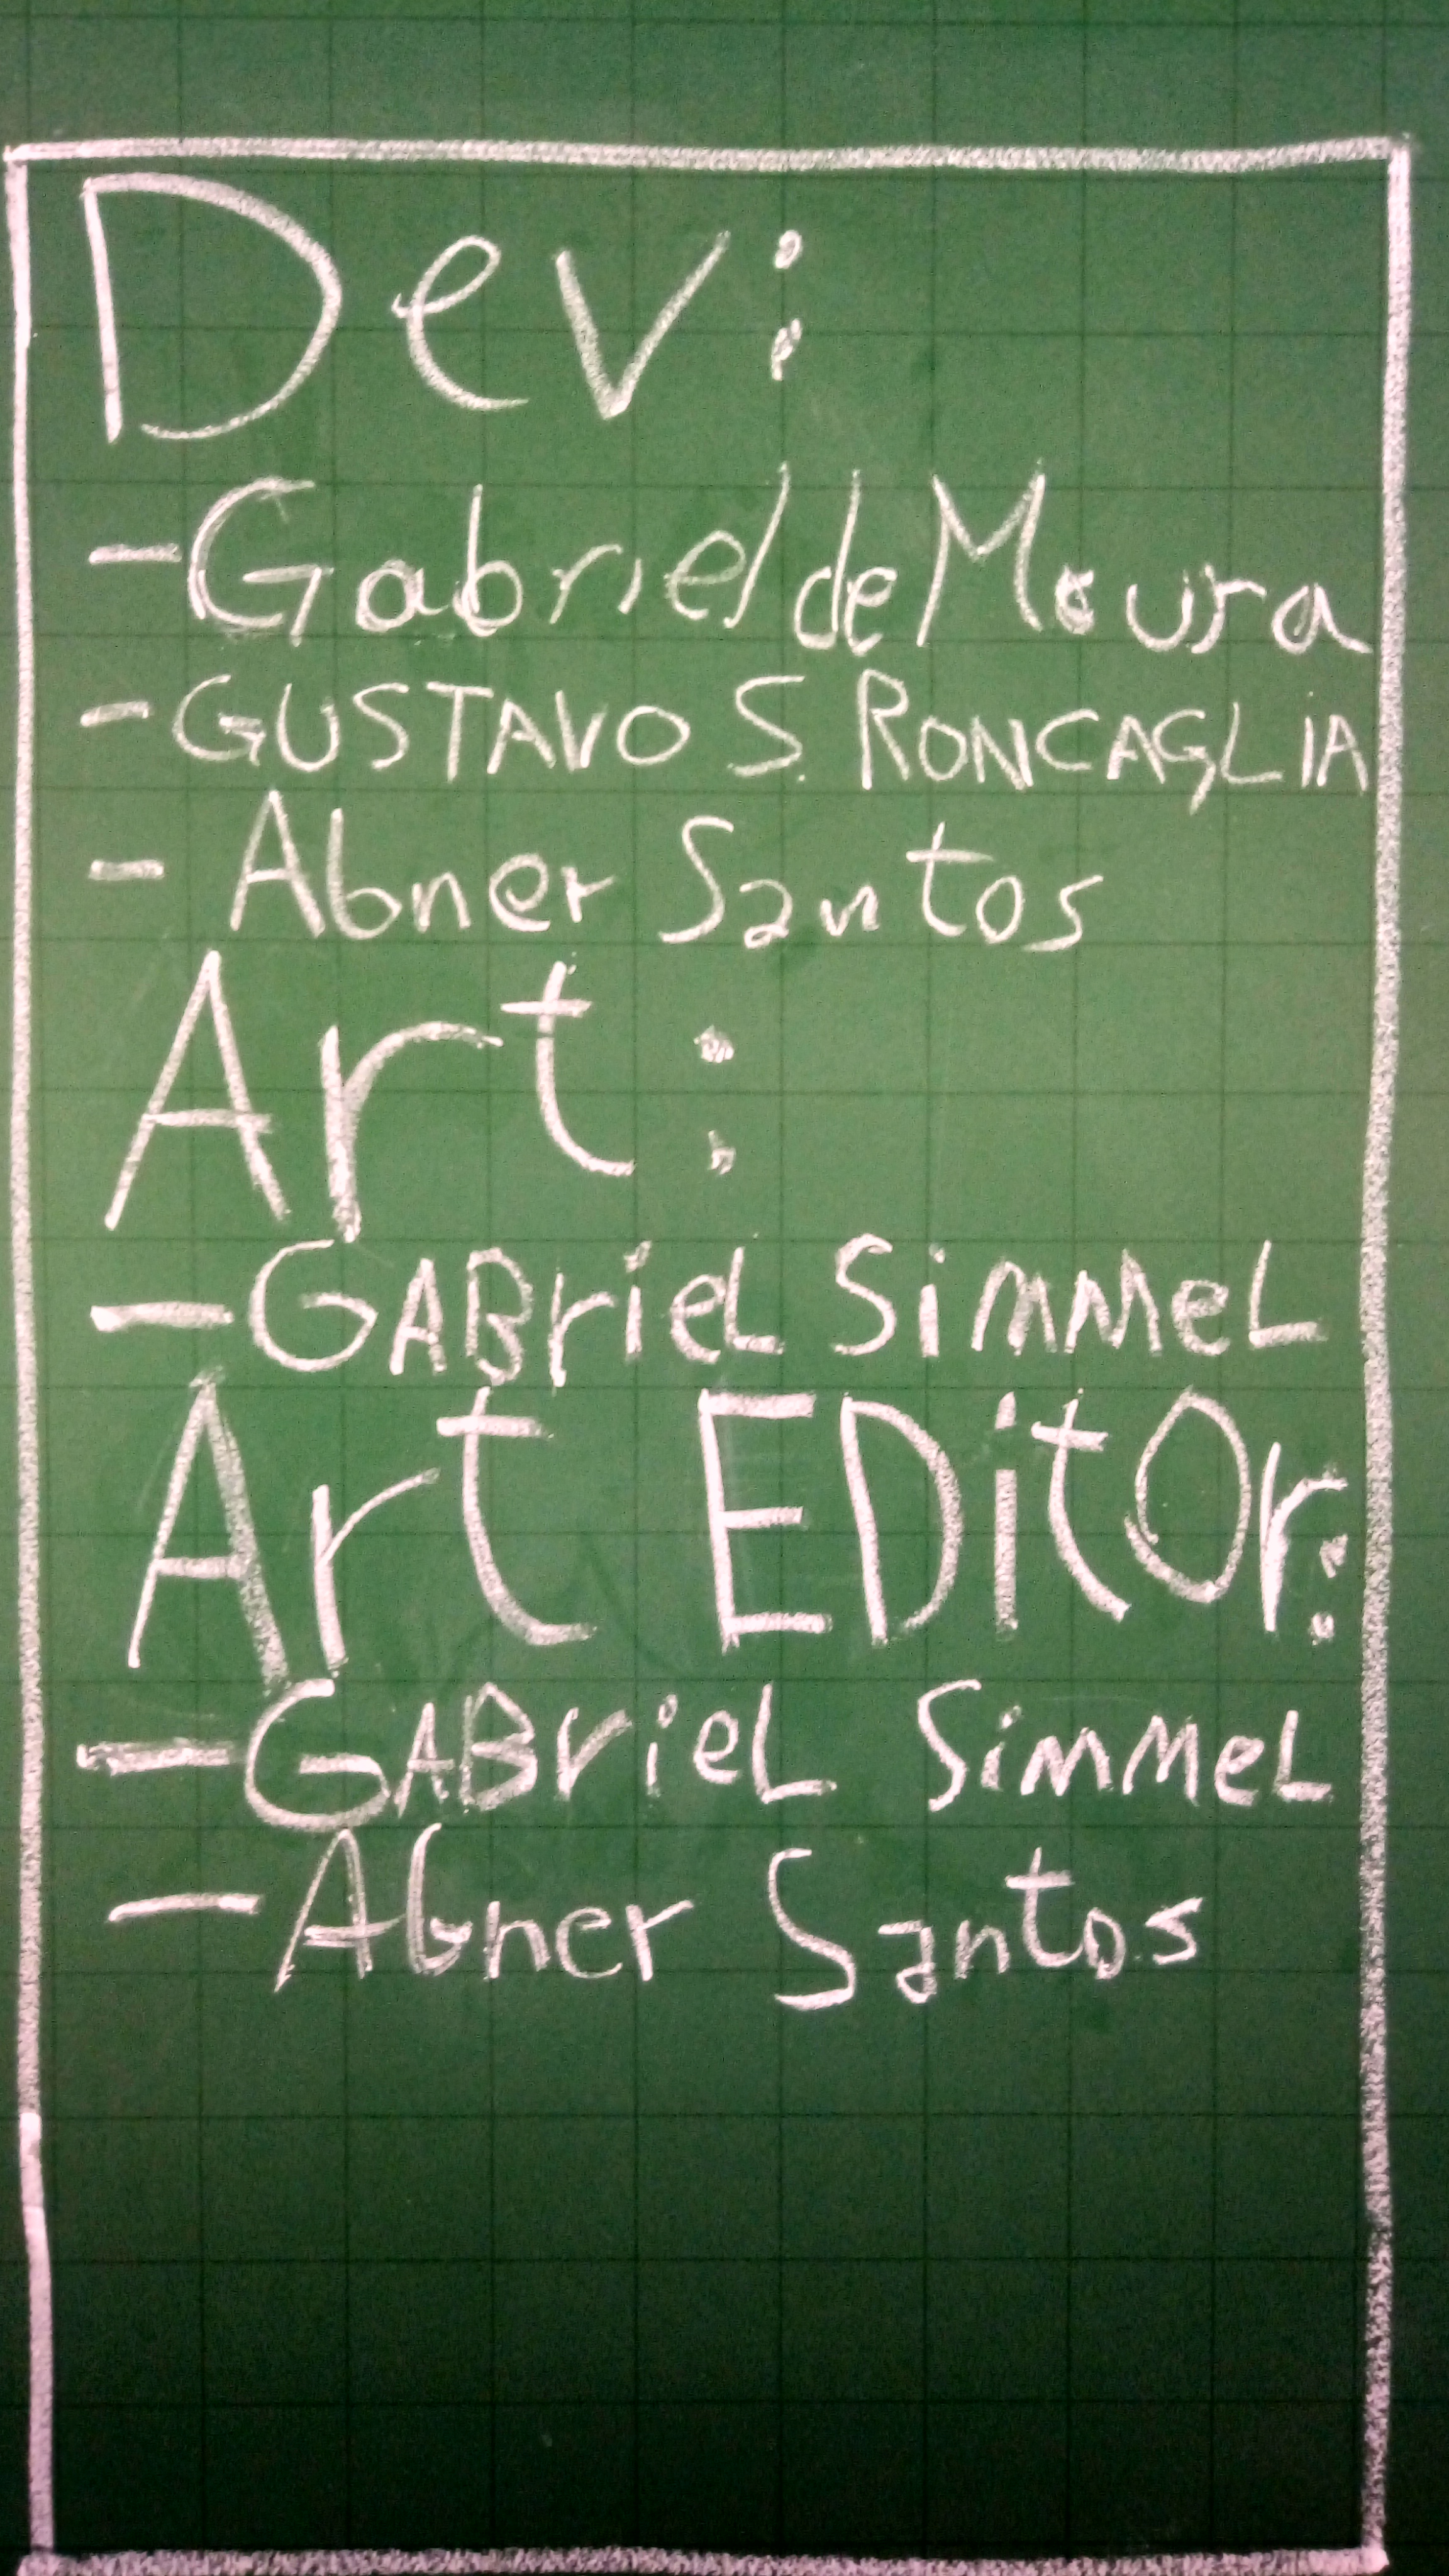 Dev:
- Gabriel de Moura
- GUSTAVO S. RONCAGLiA
- Abner Santos
Art:
- GABrieL SiMMeL
Art EDitOr:
- GABrieL SiMMeL
- Abner Santos